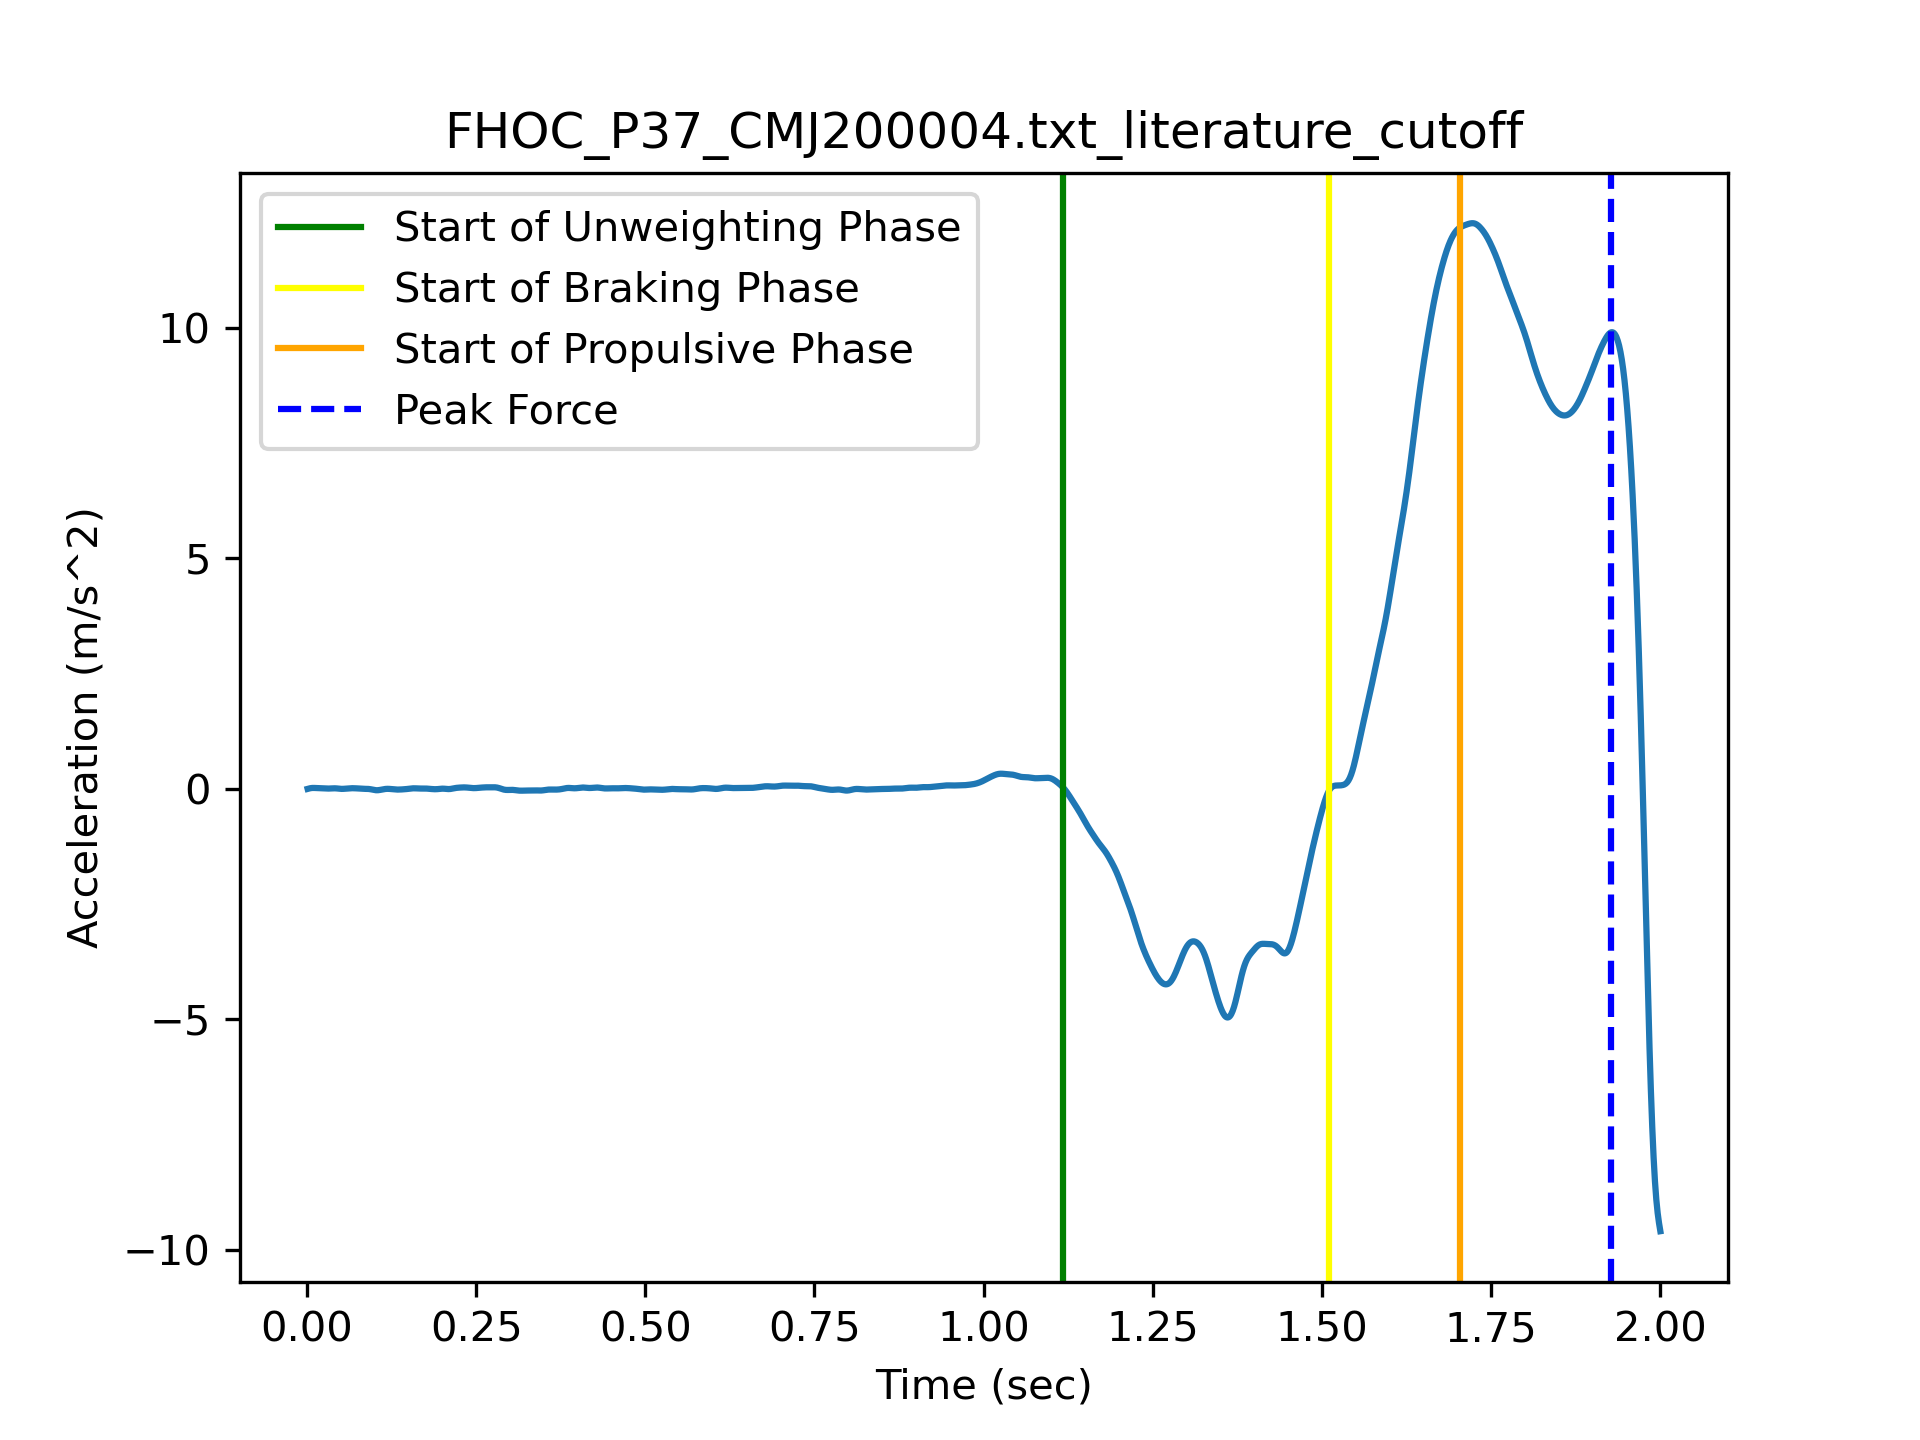 FHOC_P37_CMJ200004.txt_literature_cutoff
Start of Unweighting Phase
Start of Braking Phase
Start of Propulsive Phase
Peak Force
10
5
0
−5
−10
Acceleration (m/s^2)
0.00 0.25 0.50 0.75 1.00 1.25 1.50 1.75 2.00
Time (sec)